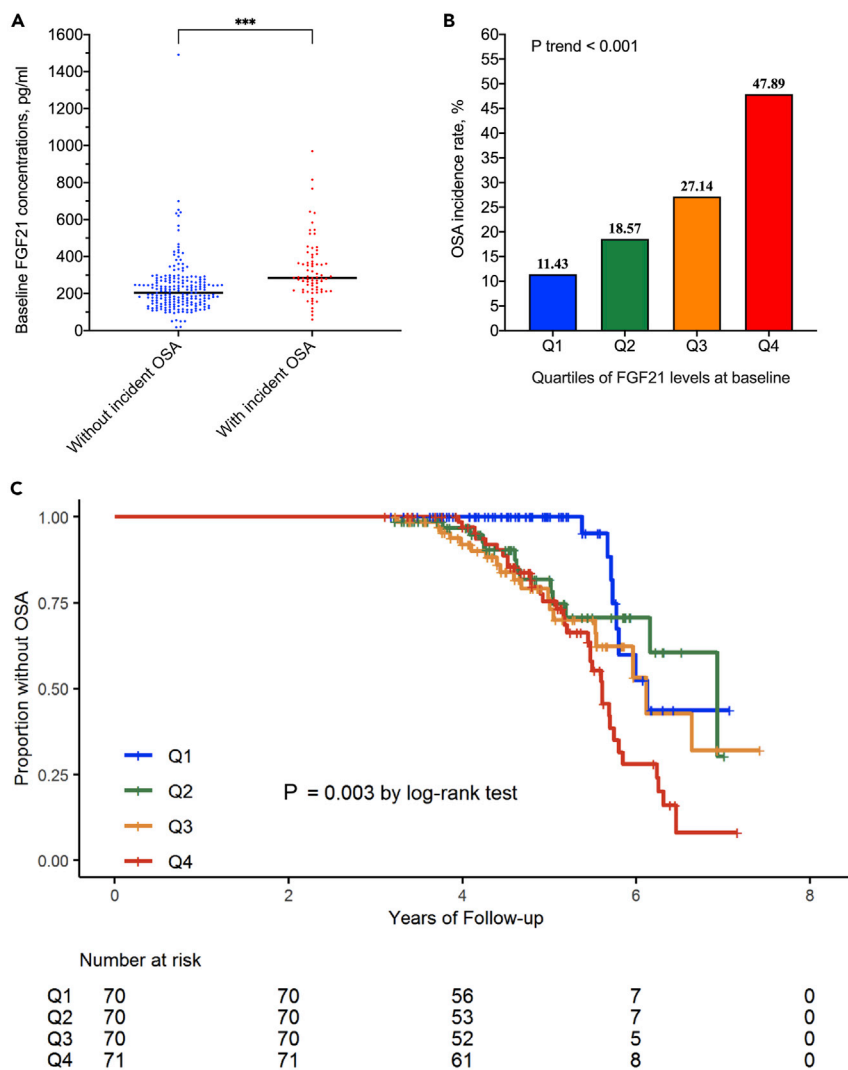 A
***
Baseline FGF21 concentrations, pg/ml
1600
1400
1200
1000
800
600
400
200
0
Without incident OSA
With incident OSA
B
P trend < 0.001
OSA incidence rate, %
60
55
50
45
40
35
30
25
20
15
10
5
0
11.43
18.57
27.14
47.89
Q1 Q2 Q3 Q4
Quartiles of FGF21 levels at baseline
C
Proportion without OSA
1.00
0.75
0.50
0.25
0.00
Q1
Q2
Q3
Q4
P = 0.003 by log-rank test
0 2 4 6 8
Years of Follow-up
Number at risk
Q1 70 70 56 7 0
Q2 70 70 53 7 0
Q3 70 70 52 5 0
Q4 71 71 61 8 0